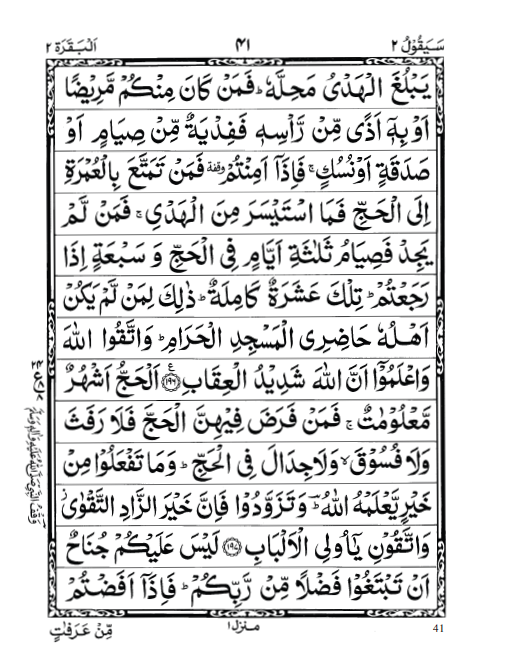 سَيَقُوْلُ ٢ ٤١ اَلْبَقَرَة ٢
يَبْلُغَ الْهَدْىُ مَحِلَّهٗ ؕ فَمَنْ كَانَ مِنْكُمْ مَّرِيْضًا
اَوْ بِهٖۤ اَذًى مِّنْ رَّاْسِهٖ فَفِدْيَةٌ مِّنْ صِيَامٍ اَوْ
صَدَقَةٍ اَوْ نُسُكٍ ۚ فَاِذَاۤ اَمِنْتُمْ ٝ وقفة فَمَنْ تَمَتَّعَ بِالْعُمْرَةِ
اِلَى الْحَجِّ فَمَا اسْتَيْسَرَ مِنَ الْهَدْىِ ۚ فَمَنْ لَّمْ
يَجِدْ فَصِيَامُ ثَلٰثَةِ اَيَّامٍ فِى الْحَجِّ وَ سَبْعَةٍ اِذَا
رَجَعْتُمْ ؕ تِلْكَ عَشَرَةٌ كَامِلَةٌ ؕ ذٰلِكَ لِمَنْ لَّمْ يَكُنْ
اَهْلُهٗ حَاضِرِى الْمَسْجِدِ الْحَرَامِ ؕ وَاتَّقُوا اللّٰهَ
وَاعْلَمُوْۤا اَنَّ اللّٰهَ شَدِيْدُ الْعِقَابِ ﴿١٩٦﴾ ع اَلْحَجُّ اَشْهُرٌ
مَّعْلُوْمٰتٌ ۚ فَمَنْ فَرَضَ فِيْهِنَّ الْحَجَّ فَلَا رَفَثَ
وَلَا فُسُوْقَ ۙ وَلَا جِدَالَ فِى الْحَجِّ ؕ وَمَا تَفْعَلُوْا مِنْ
خَيْرٍ يَّعْلَمْهُ اللّٰهُ ؕ وَتَزَوَّدُوْا فَاِنَّ خَيْرَ الزَّادِ التَّقْوٰى ؗ
وَاتَّقُوْنِ يٰۤاُولِى الْاَلْبَابِ ﴿١٩٧﴾ لَيْسَ عَلَيْكُمْ جُنَاحٌ
اَنْ تَبْتَغُوْا فَضْلًا مِّنْ رَّبِّكُمْ ؕ فَاِذَاۤ اَفَضْتُمْ
مِّنْ عَرَفٰتٍ منزل ١ 41